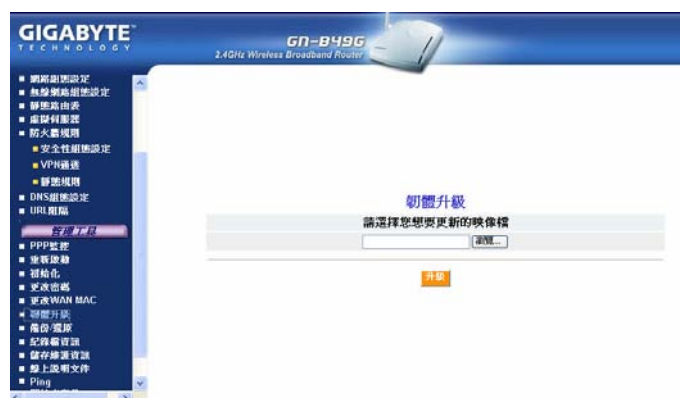 GIGABYTE™
TECHNOLOGY
GN-B49G
2.4GHz Wireless Broadband Router
網路組態設定
無線網路組態設定
靜態路由表
虛擬伺服器
防火牆規則
安全性組態設定
VPN通透
靜態規則
DNS組態設定
URL阻隔
管理工具
PPP監控
重新啟動
初始化
更改密碼
更改WAN MAC
韌體升級
備份/還原
紀錄檔資訊
儲存維護資訊
線上說明文件
Ping
韌體升級
請選擇您想要更新的映像檔
瀏覽...
升級